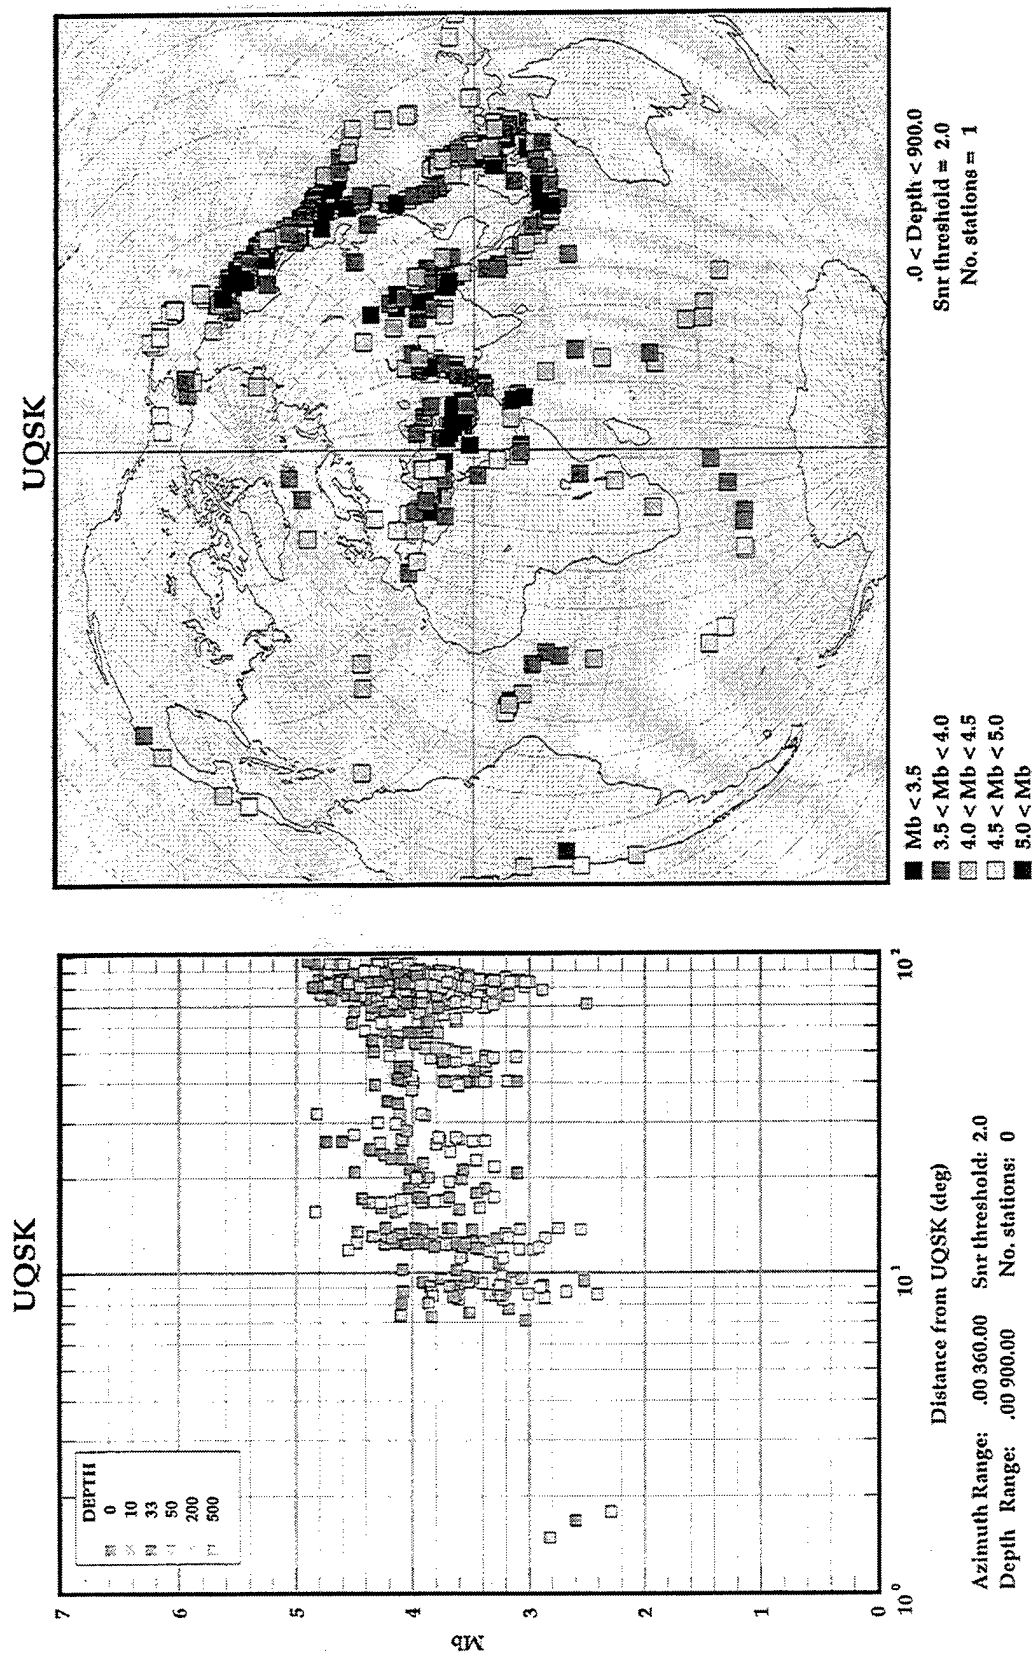 UQSK
7
6
5
4
3
2
1
0
Mb
DEPTH
0
10
33
50
200
500
10⁰
10¹
10²
Distance from UQSK (deg)
Azimuth Range: .00 360.00 Snr threshold: 2.0
Depth Range: .00 900.00 No. stations: 0
UQSK
Mb < 3.5
3.5 < Mb < 4.0
4.0 < Mb < 4.5
4.5 < Mb < 5.0
5.0 < Mb
.0 < Depth < 900.0
Snr threshold = 2.0
No. stations = 1